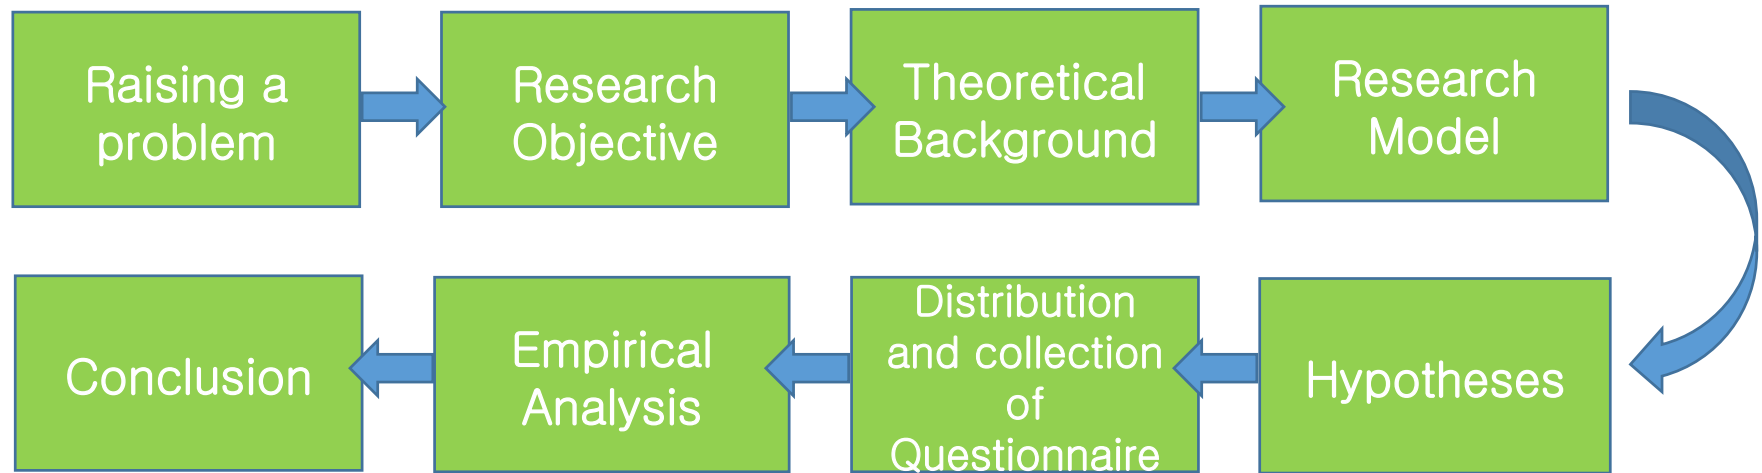 Raising a
problem
Research
Objective
Theoretical
Background
Research
Model
Hypotheses
Distribution
and collection
of
Questionnaire
Empirical
Analysis
Conclusion